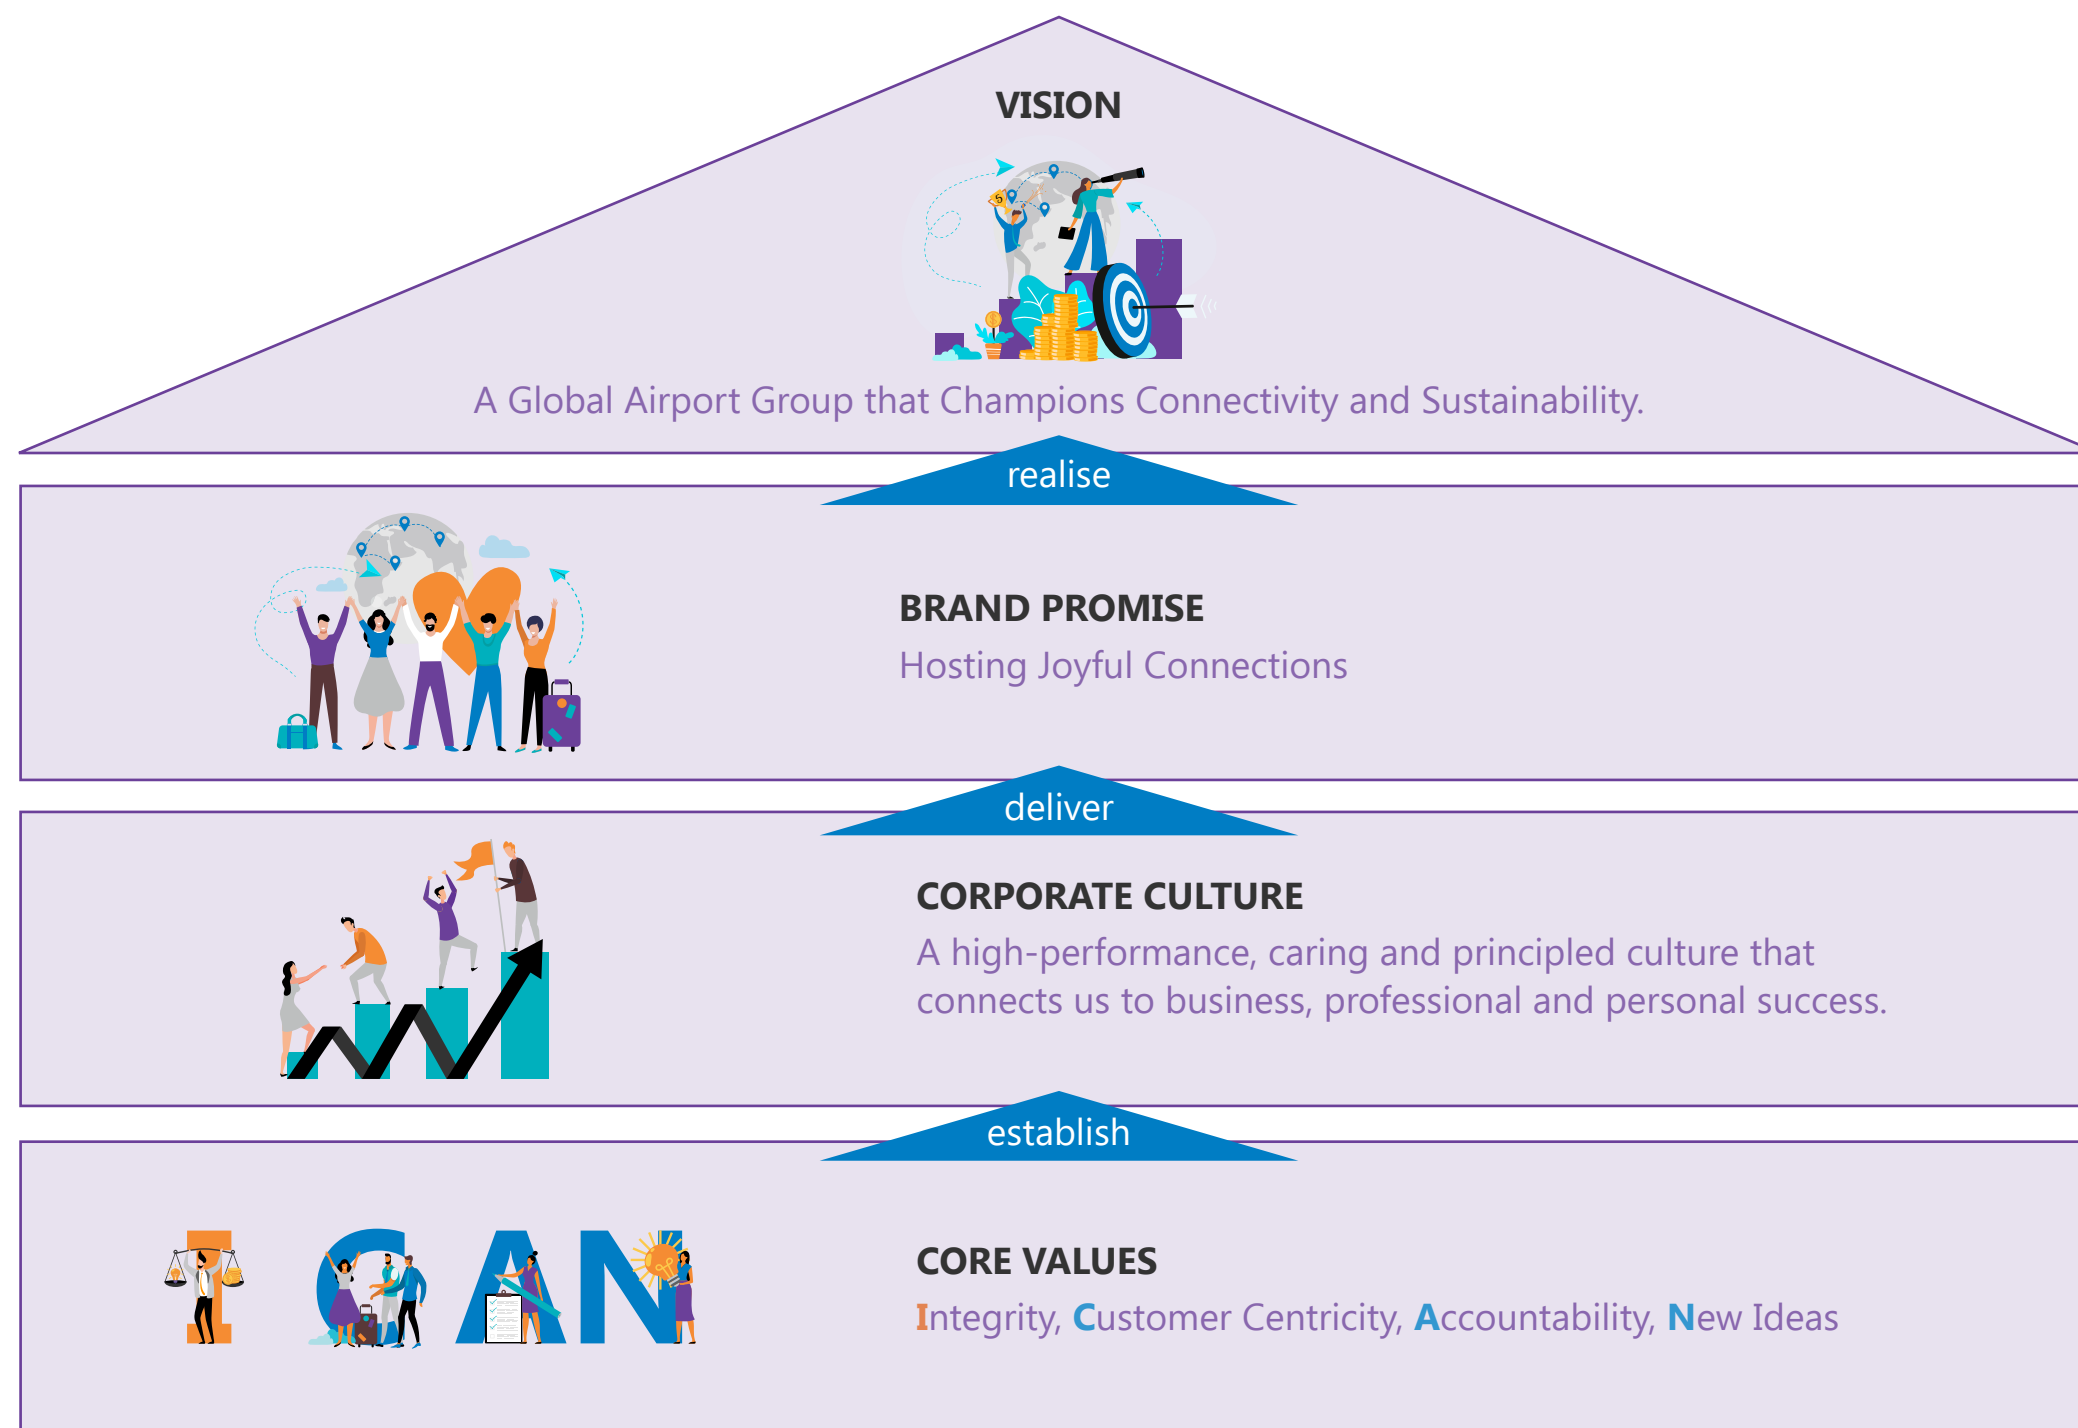 VISION
A Global Airport Group that Champions Connectivity and Sustainability.
realise
BRAND PROMISE
Hosting Joyful Connections
deliver
CORPORATE CULTURE
A high-performance, caring and principled culture that
connects us to business, professional and personal success.
establish
I CAN
CORE VALUES
Integrity, Customer Centricity, Accountability, New Ideas